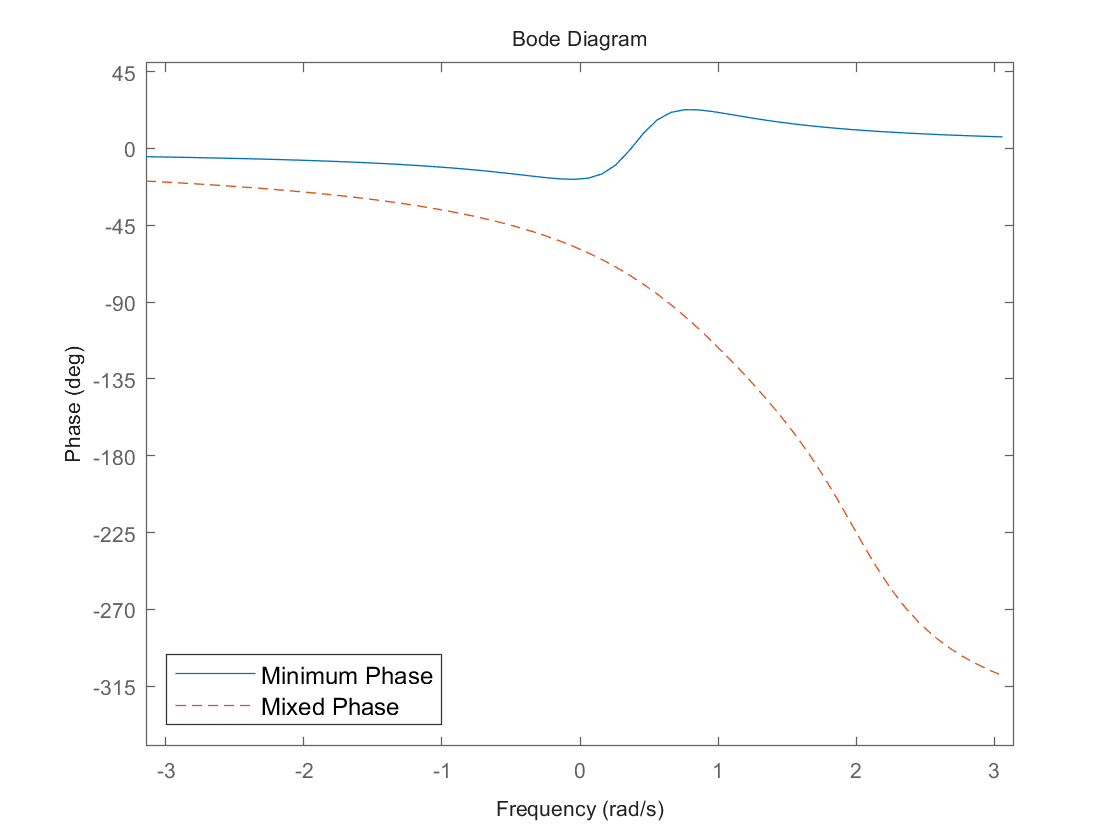 Bode Diagram
45
0
-45
-90
-135
-180
-225
-270
-315
Phase (deg)
Minimum Phase
Mixed Phase
-3 -2 -1 0 1 2 3
Frequency (rad/s)